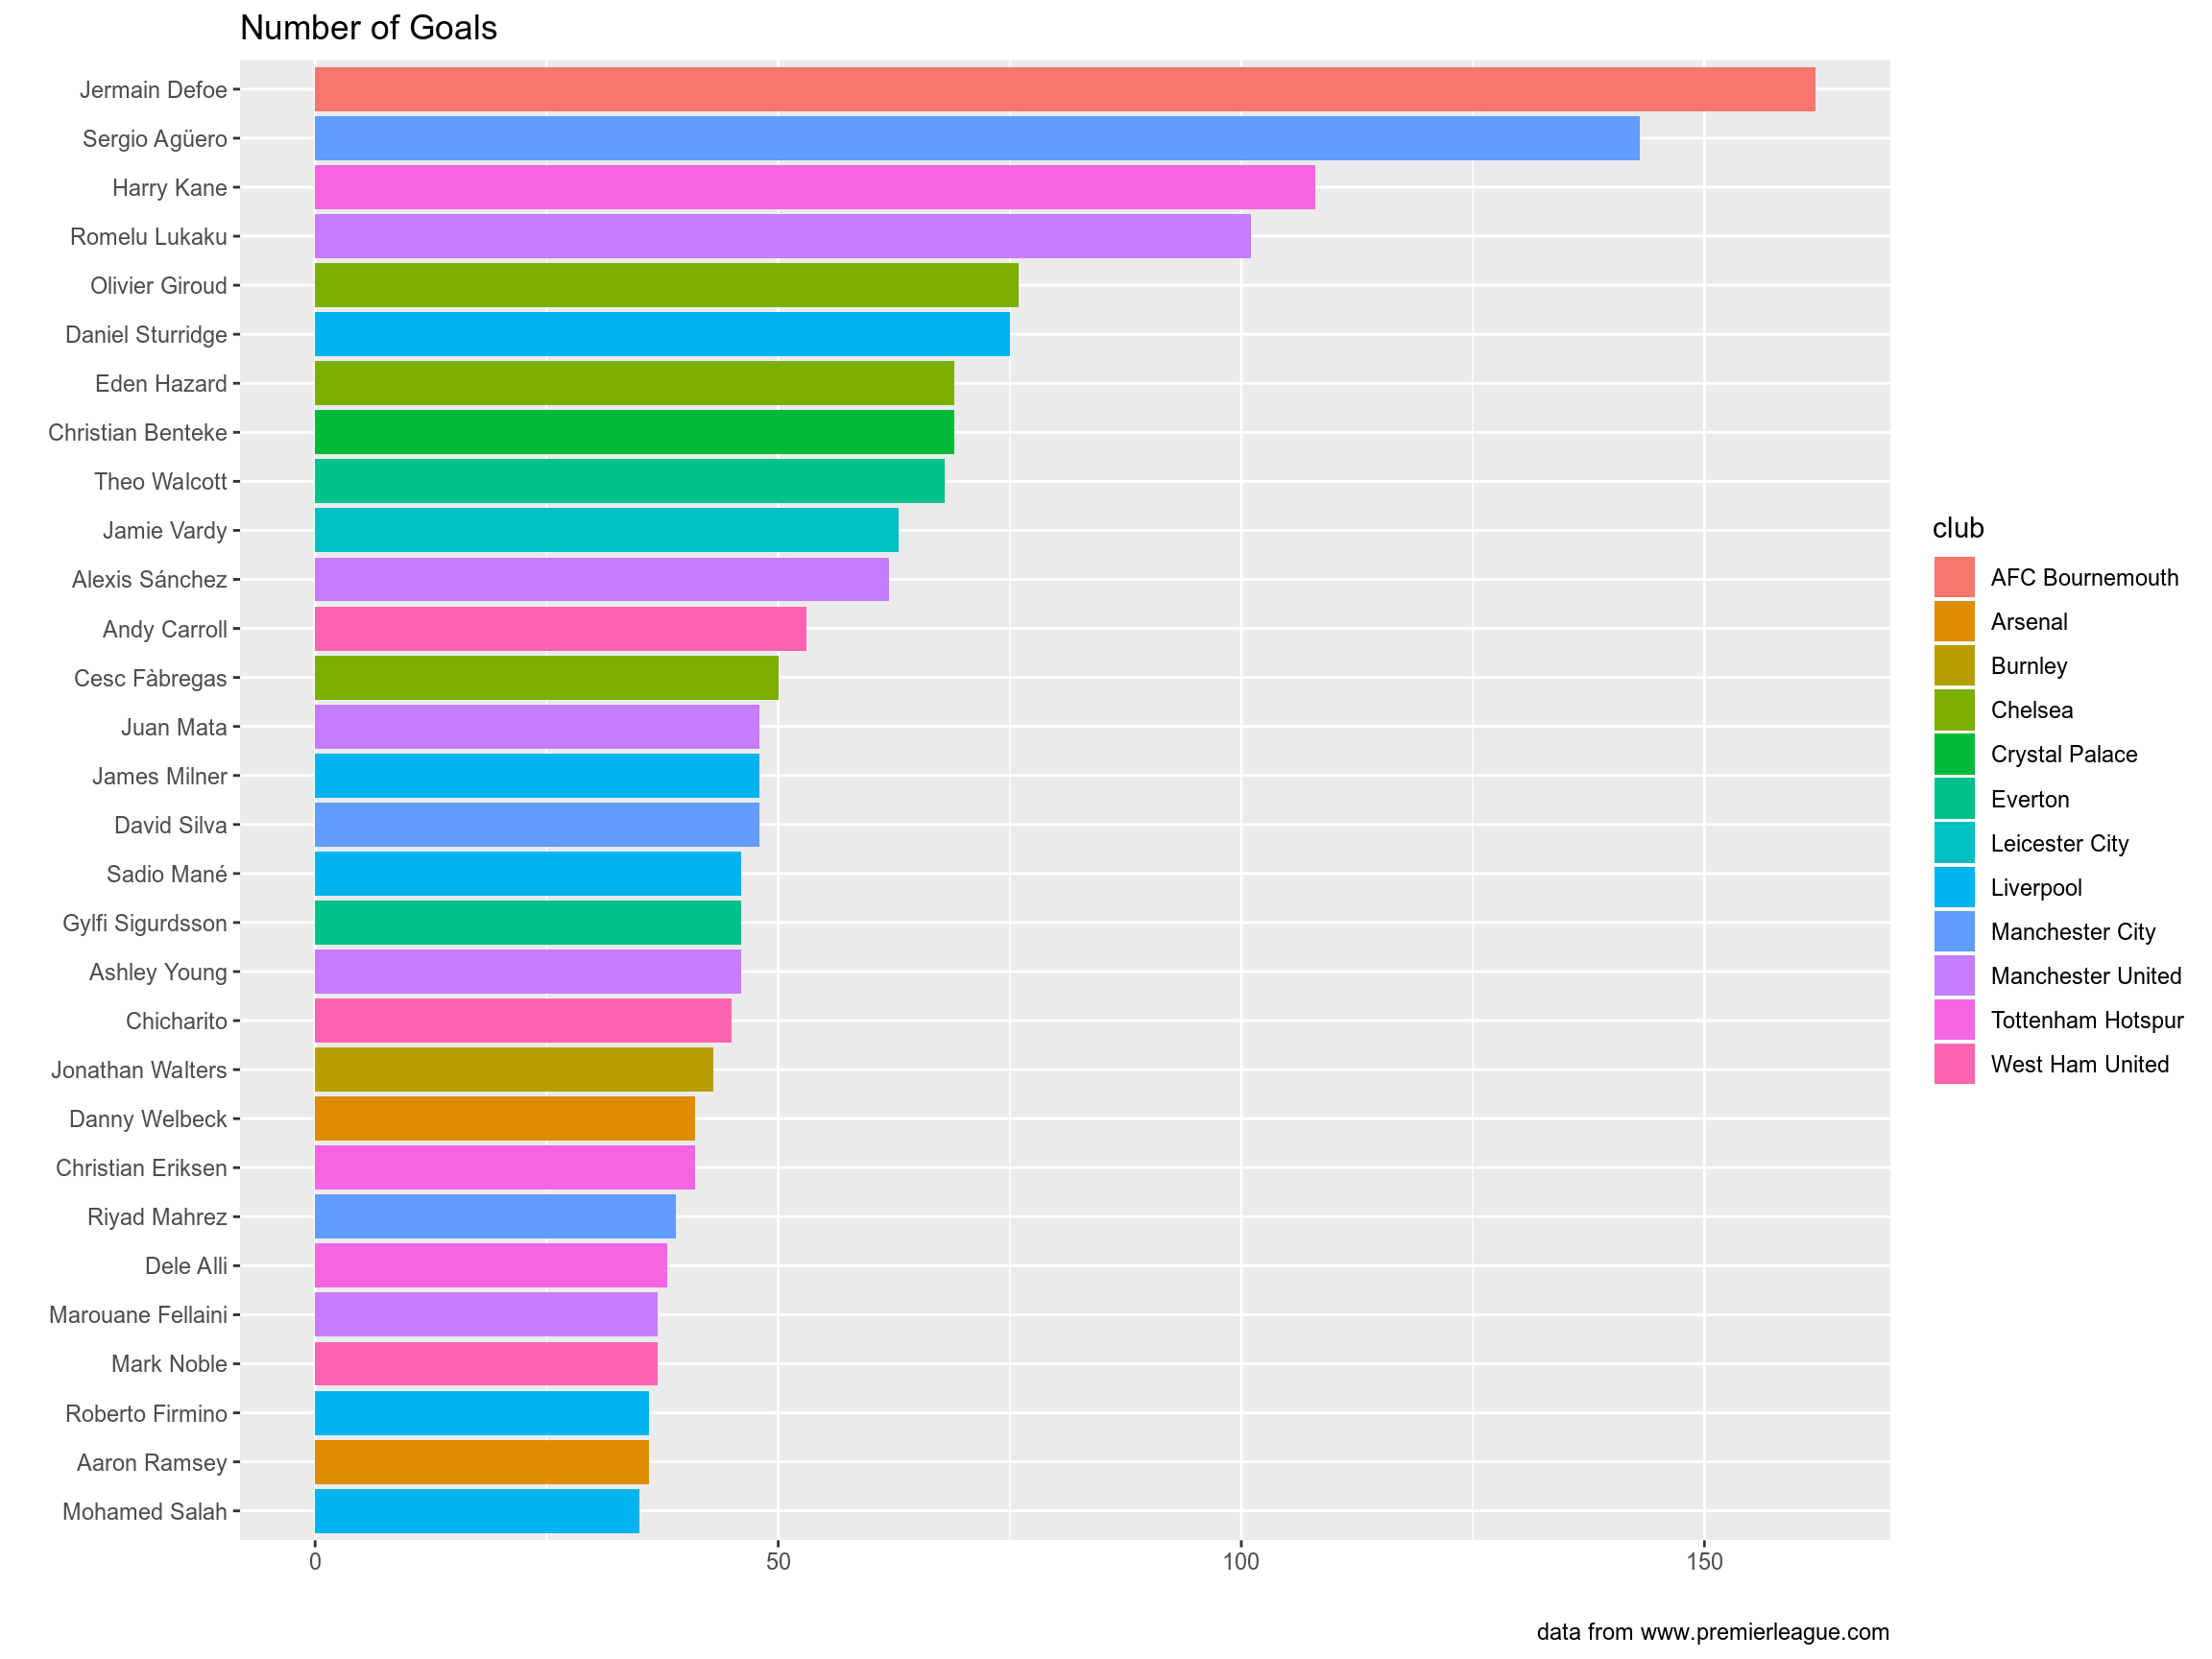 Number of Goals
Jermain Defoe
Sergio Agüero
Harry Kane
Romelu Lukaku
Olivier Giroud
Daniel Sturridge
Eden Hazard
Christian Benteke
Theo Walcott
Jamie Vardy
Alexis Sánchez
Andy Carroll
Cesc Fàbregas
Juan Mata
James Milner
David Silva
Sadio Mané
Gylfi Sigurdsson
Ashley Young
Chicharito
Jonathan Walters
Danny Welbeck
Christian Eriksen
Riyad Mahrez
Dele Alli
Marouane Fellaini
Mark Noble
Roberto Firmino
Aaron Ramsey
Mohamed Salah
0 50 100 150
club
AFC Bournemouth
Arsenal
Burnley
Chelsea
Crystal Palace
Everton
Leicester City
Liverpool
Manchester City
Manchester United
Tottenham Hotspur
West Ham United
data from www.premierleague.com